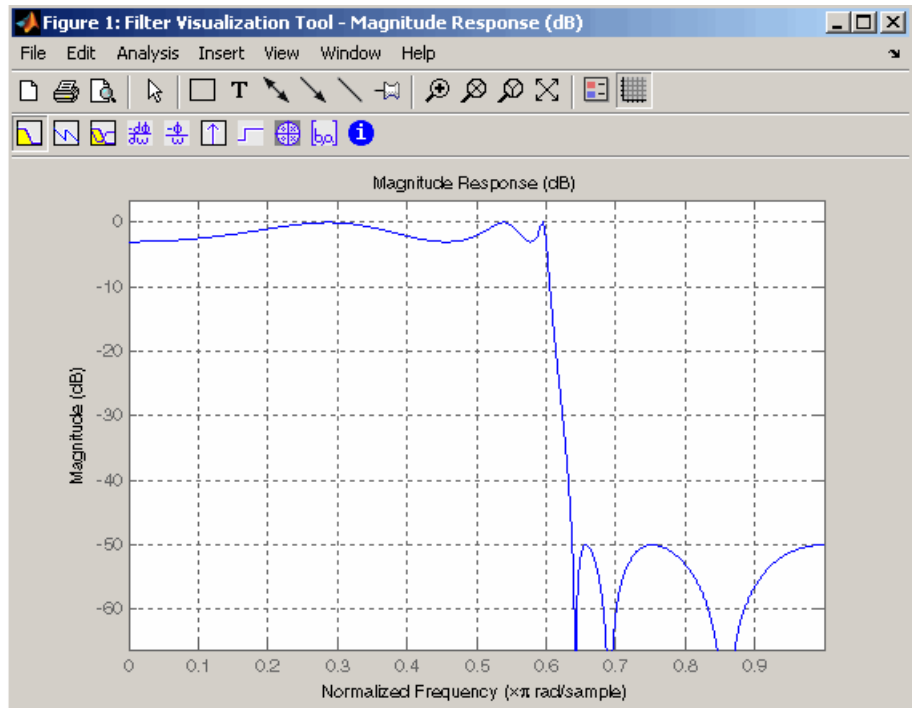 Figure 1: Filter Visualization Tool - Magnitude Response (dB)
File Edit Analysis Insert View Window Help
T
Magnitude Response (dB)
0
-10
-20
-30
-40
-50
-60
Magnitude (dB)
0 0.1 0.2 0.3 0.4 0.5 0.6 0.7 0.8 0.9
Normalized Frequency (×π rad/sample)